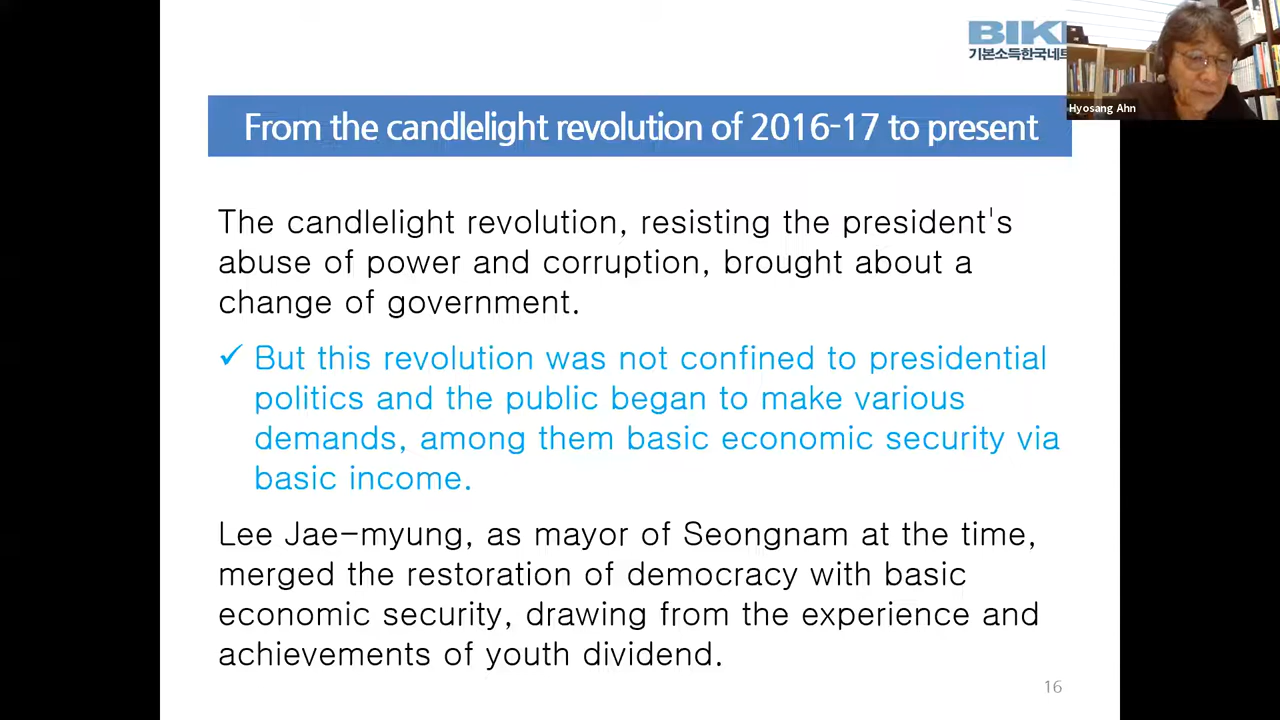 BIK
기본소득한국네
Hyosang Ahn
From the candlelight revolution of 2016-17 to present
The candlelight revolution, resisting the president's
abuse of power and corruption, brought about a
change of government.
✓ But this revolution was not confined to presidential
politics and the public began to make various
demands, among them basic economic security via
basic income.
Lee Jae-myung, as mayor of Seongnam at the time,
merged the restoration of democracy with basic
economic security, drawing from the experience and
achievements of youth dividend.
16